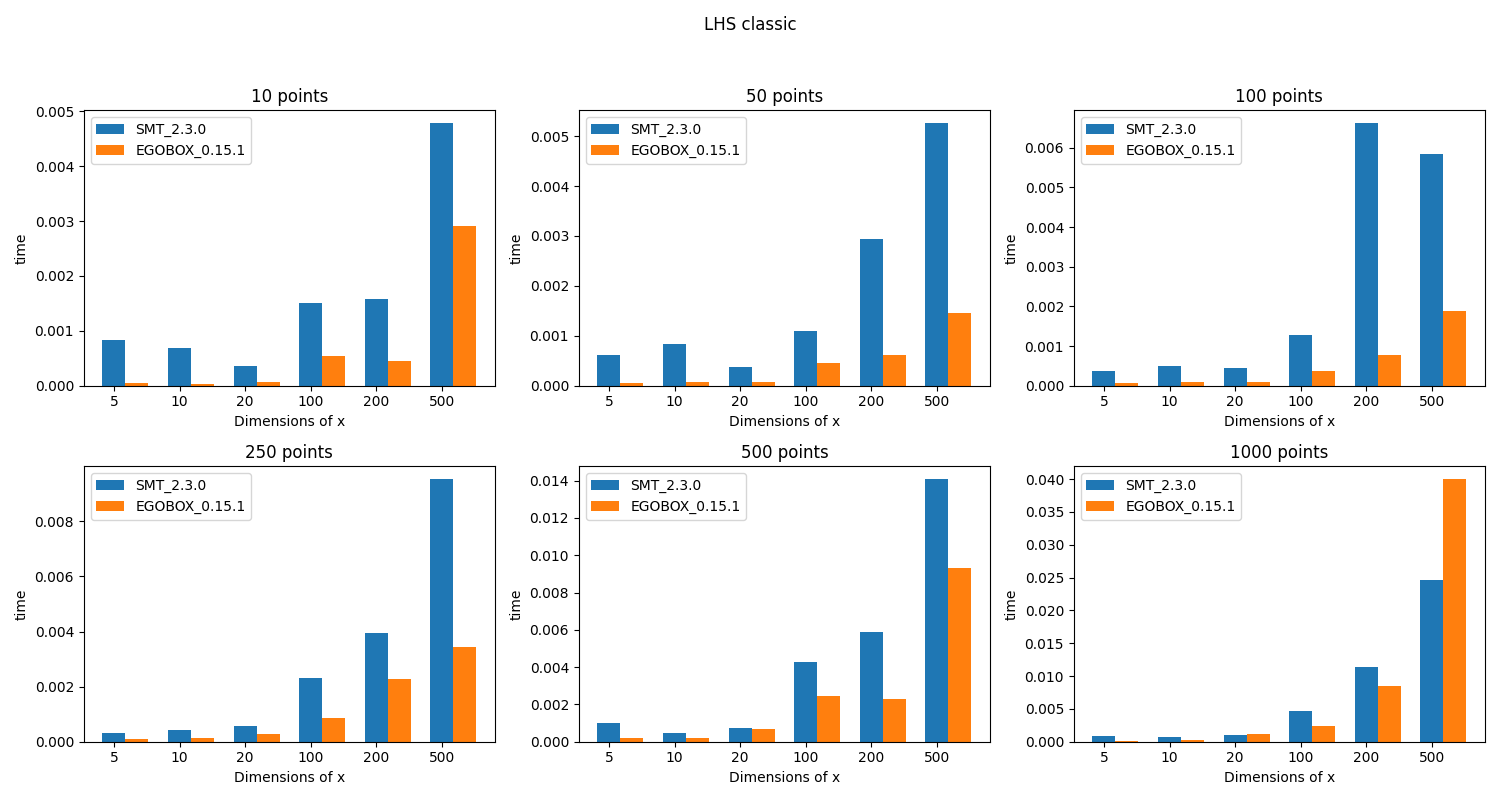 LHS classic
10 points
SMT_2.3.0
EGOBOX_0.15.1
time
0.005
0.004
0.003
0.002
0.001
0.000
5 10 20 100 200 500
Dimensions of x
50 points
SMT_2.3.0
EGOBOX_0.15.1
time
0.005
0.004
0.003
0.002
0.001
0.000
5 10 20 100 200 500
Dimensions of x
100 points
SMT_2.3.0
EGOBOX_0.15.1
time
0.006
0.005
0.004
0.003
0.002
0.001
0.000
5 10 20 100 200 500
Dimensions of x
250 points
SMT_2.3.0
EGOBOX_0.15.1
time
0.008
0.006
0.004
0.002
0.000
5 10 20 100 200 500
Dimensions of x
500 points
SMT_2.3.0
EGOBOX_0.15.1
time
0.014
0.012
0.010
0.008
0.006
0.004
0.002
0.000
5 10 20 100 200 500
Dimensions of x
1000 points
SMT_2.3.0
EGOBOX_0.15.1
time
0.040
0.035
0.030
0.025
0.020
0.015
0.010
0.005
0.000
5 10 20 100 200 500
Dimensions of x